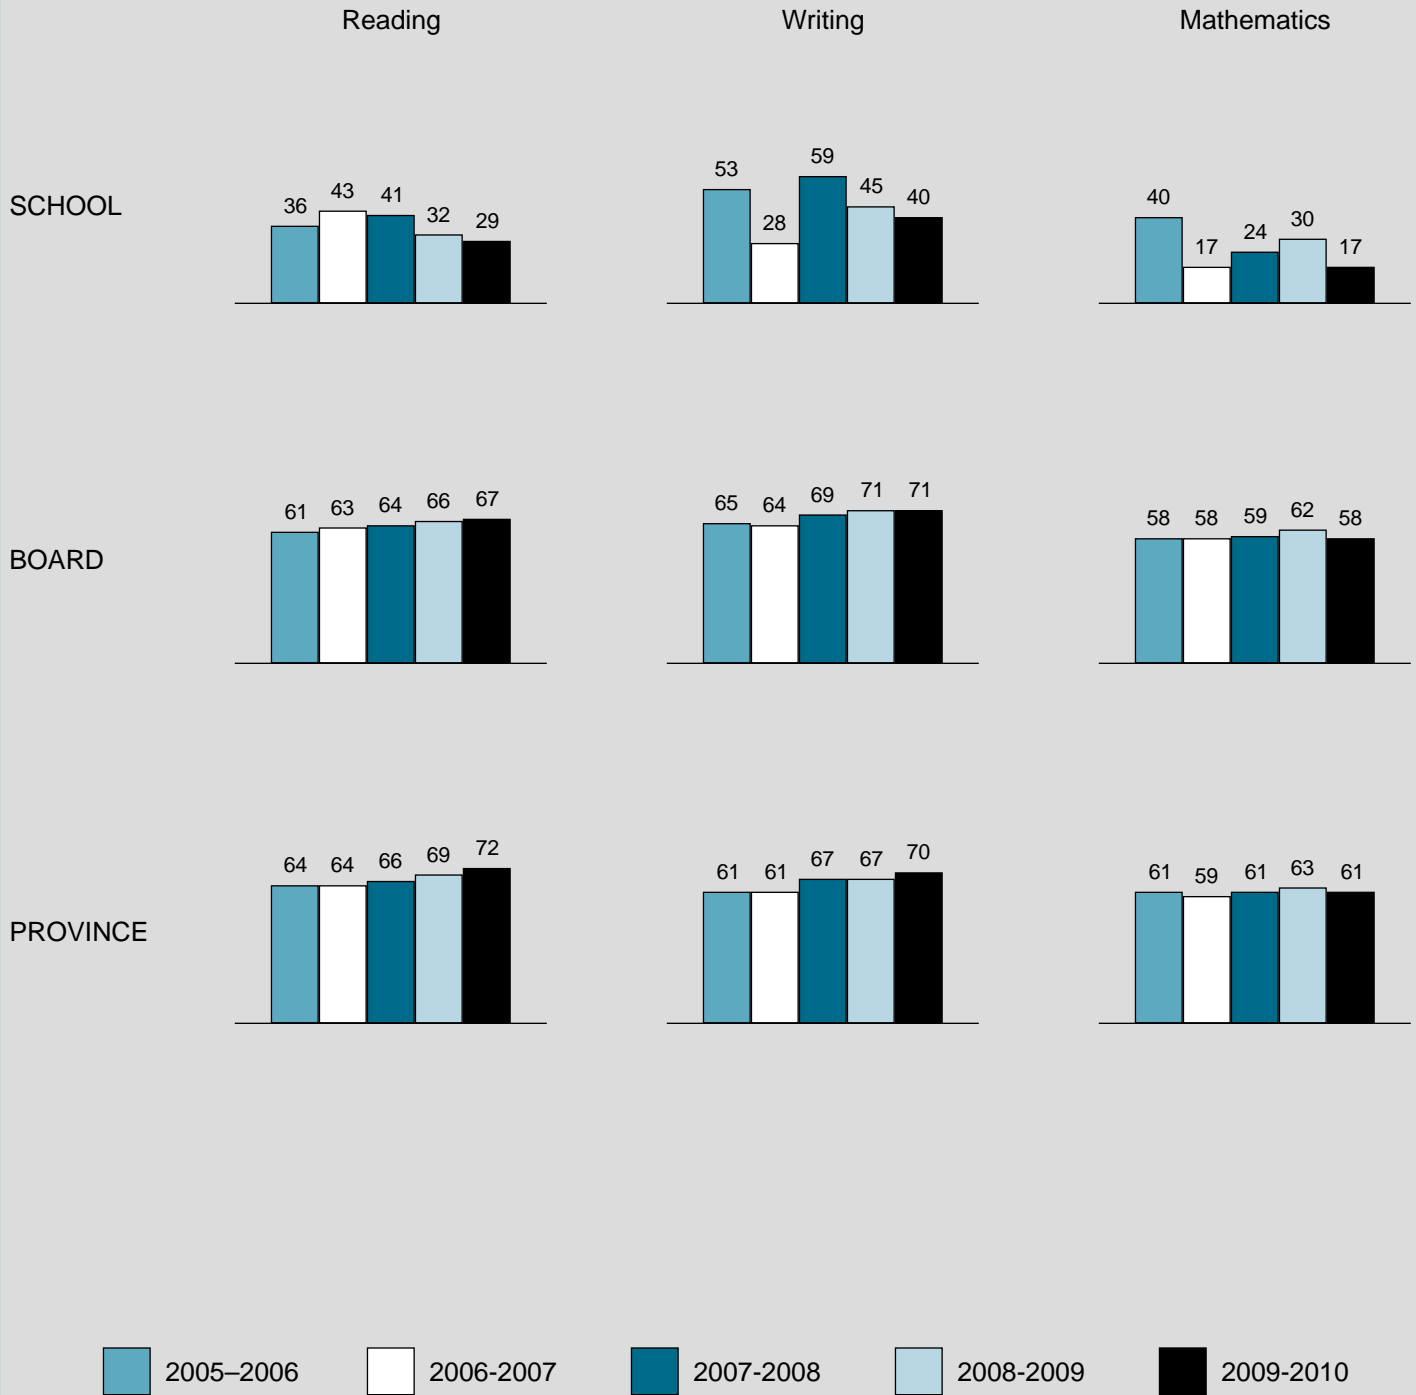 Reading Writing Mathematics
SCHOOL
36 43 41 32 29
53 28 59 45 40
40 17 24 30 17
BOARD
61 63 64 66 67
65 64 69 71 71
58 58 59 62 58
PROVINCE
64 64 66 69 72
61 61 67 67 70
61 59 61 63 61
2005–2006 2006-2007 2007-2008 2008-2009 2009-2010